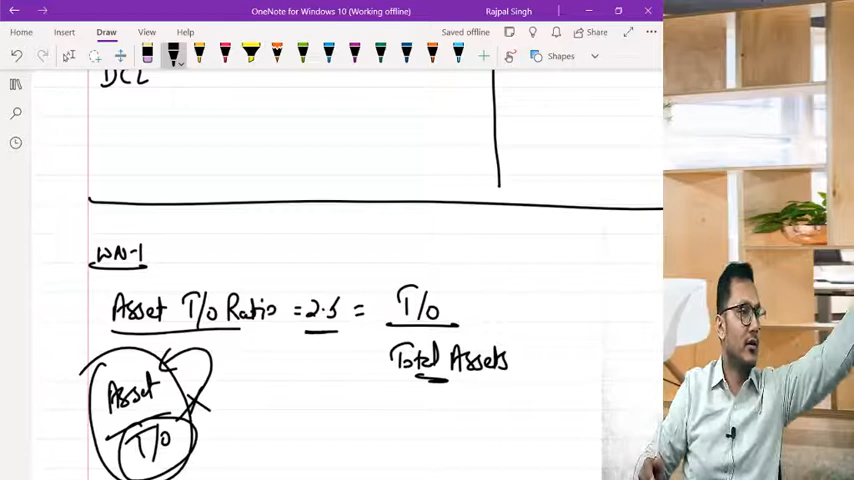 OneNote for Windows 10 (Working offline)
Rajpal Singh
Home Insert Draw View Help
Saved offline
Share
Shapes
DCL
WN-1
Asset T/o Ratio = 2.5 = T/o
Total Assets
Asset
T/o